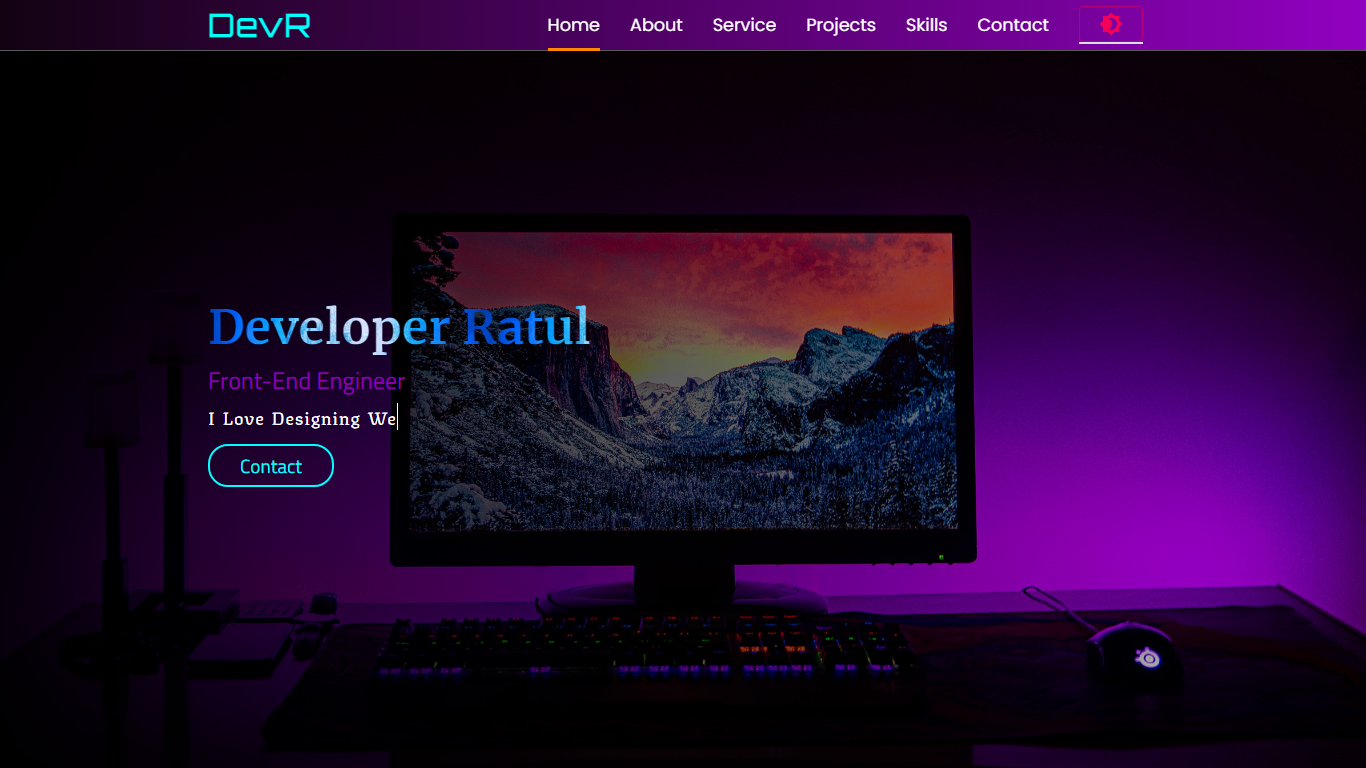 DevR
Home About Service Projects Skills Contact
Developer Ratul
Front-End Engineer
I Love Designing We
Contact